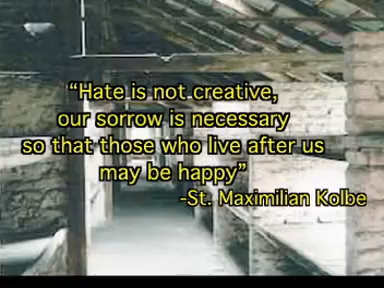 “Hate is not creative,
our sorrow is necessary
so that those who live after us
may be happy”
-St. Maximilian Kolbe